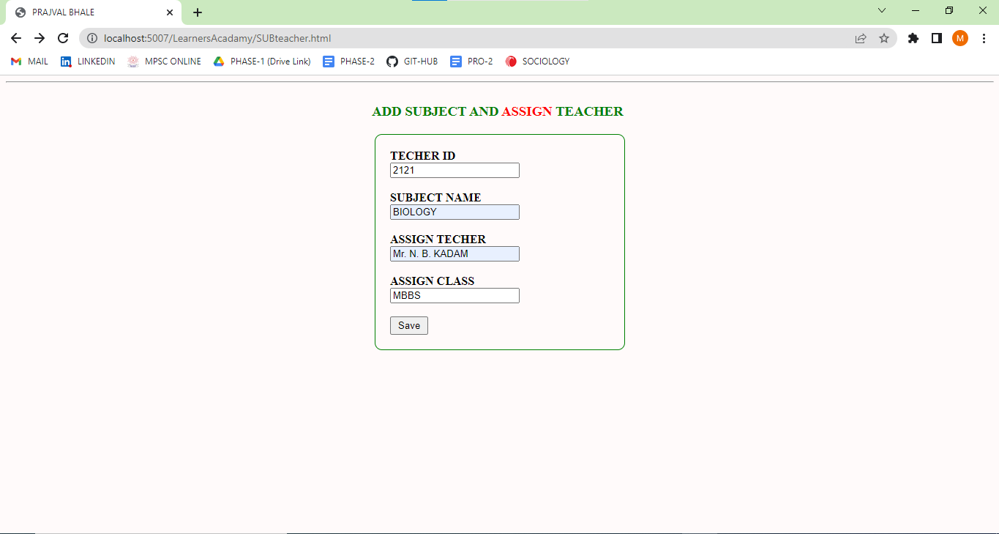 PRAJVAL BHALE
localhost:5007/LearnersAcadamy/SUBteacher.html
M
MAIL LINKEDIN MPSC ONLINE PHASE-1 (Drive Link) PHASE-2 GIT-HUB PRO-2 SOCIOLOGY
ADD SUBJECT AND ASSIGN TEACHER
TECHER ID
2121
SUBJECT NAME
BIOLOGY
ASSIGN TECHER
Mr. N. B. KADAM
ASSIGN CLASS
MBBS
Save